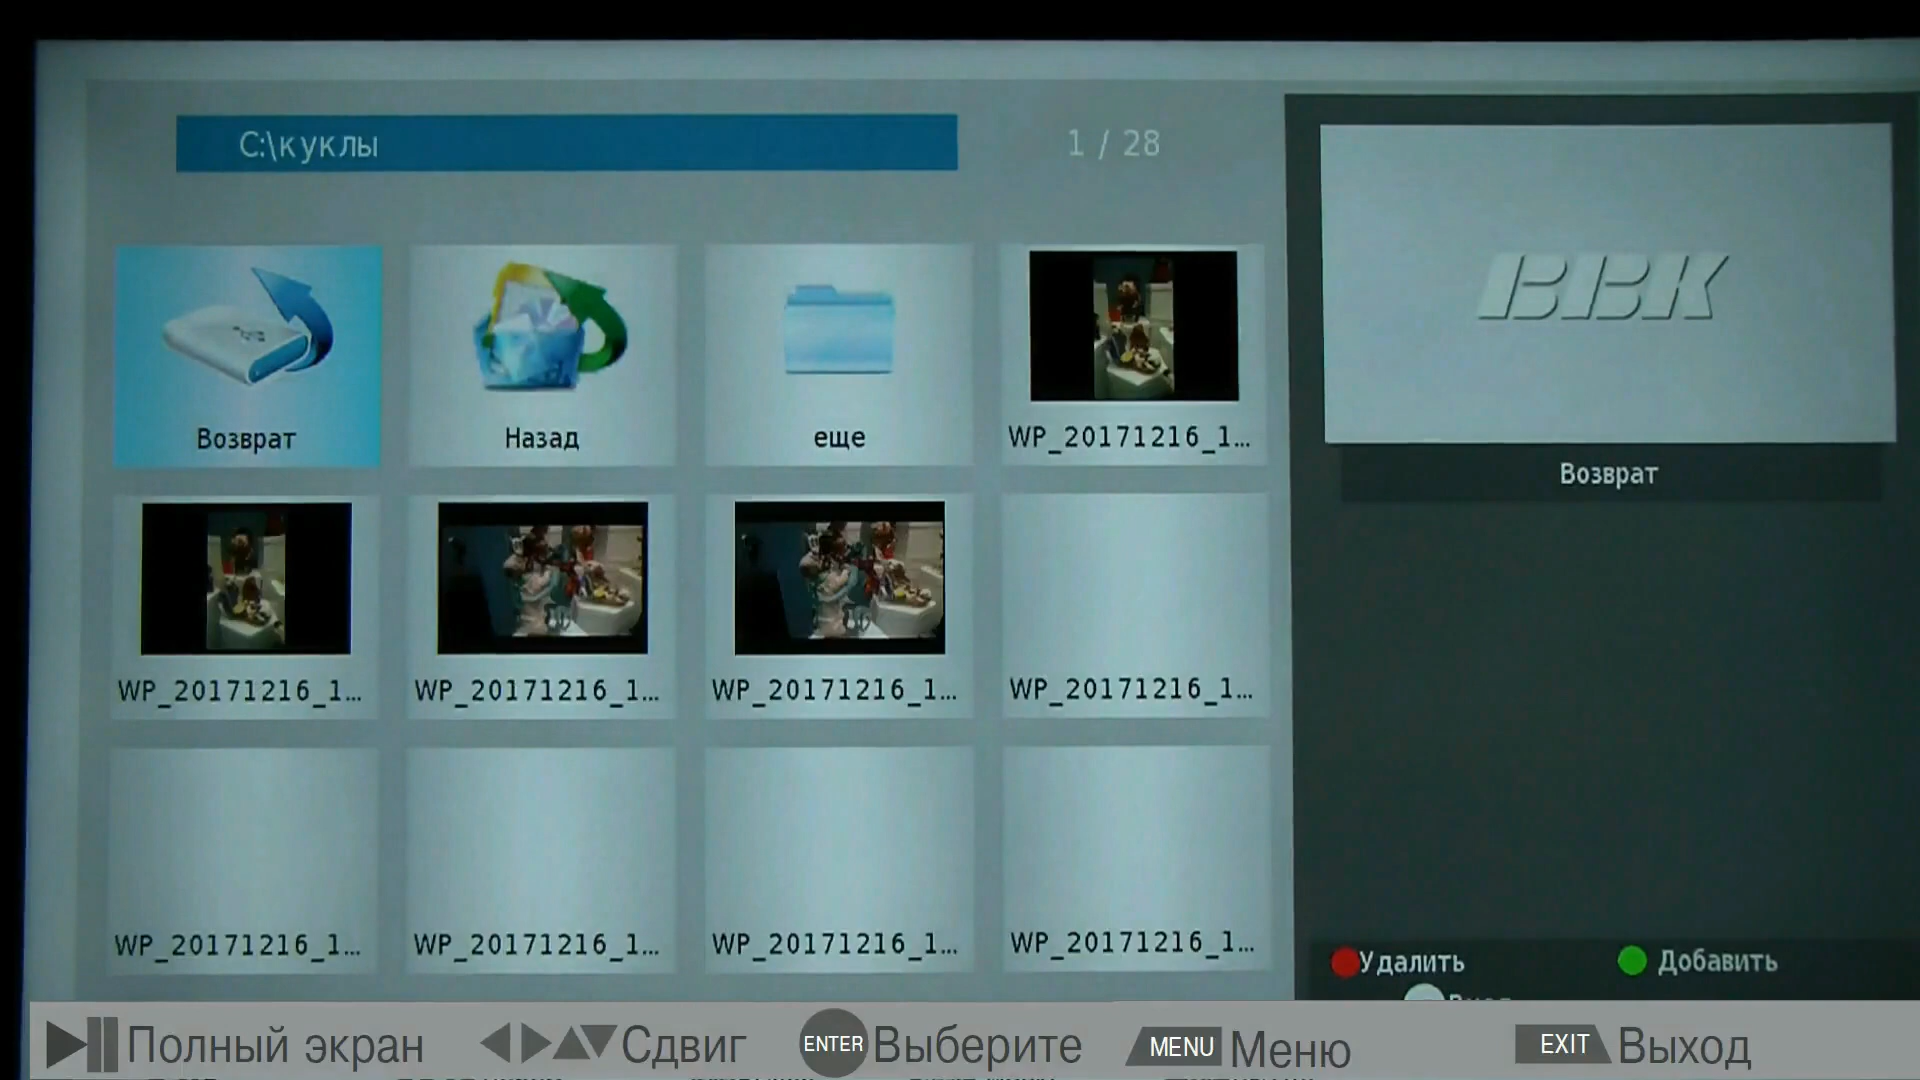 C:\куклы
1 / 28
BBK
Возврат
Назад
еще
WP_20171216_1...
Возврат
WP_20171216_1...
WP_20171216_1...
WP_20171216_1...
WP_20171216_1...
WP_20171216_1...
WP_20171216_1...
WP_20171216_1...
WP_20171216_1...
Удалить
Добавить
Полный экран
Сдвиг
ENTER Выберите
MENU Меню
EXIT Выход